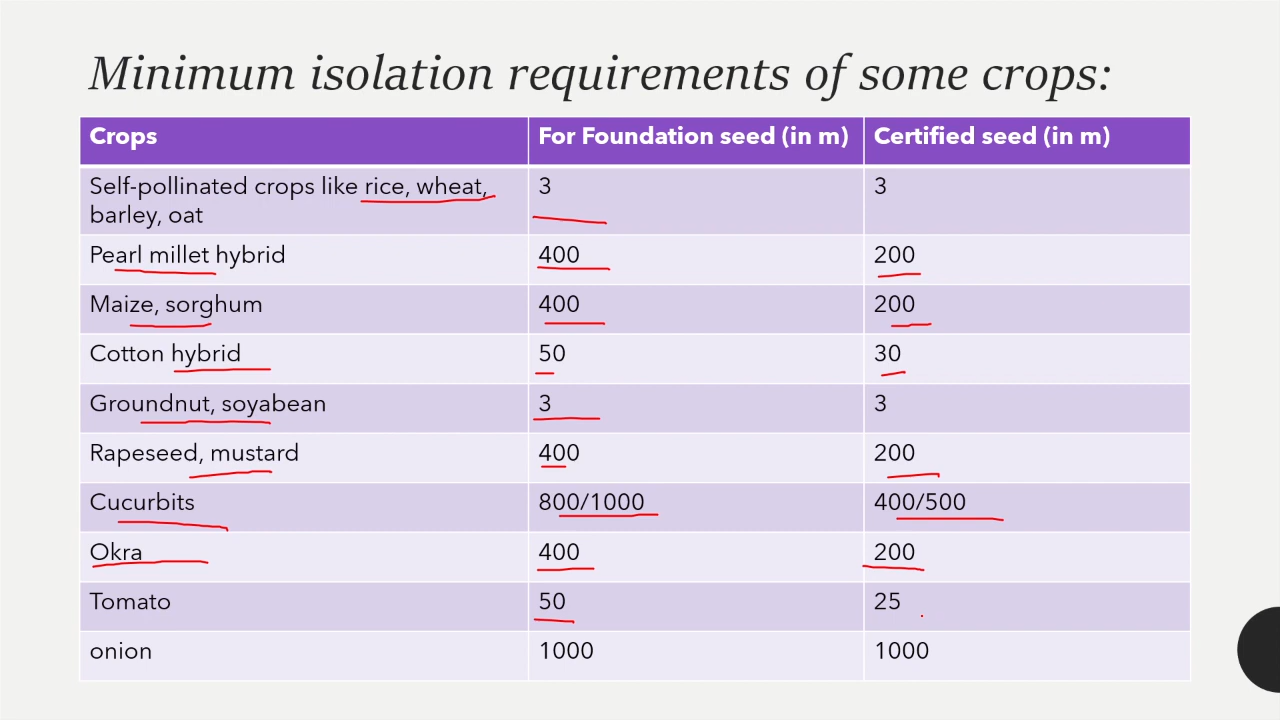 Minimum isolation requirements of some crops:
Crops For Foundation seed (in m) Certified seed (in m)
Self-pollinated crops like rice, wheat, 3 3
barley, oat
Pearl millet hybrid 400 200
Maize, sorghum 400 200
Cotton hybrid 50 30
Groundnut, soyabean 3 3
Rapeseed, mustard 400 200
Cucurbits 800/1000 400/500
Okra 400 200
Tomato 50 25
onion 1000 1000